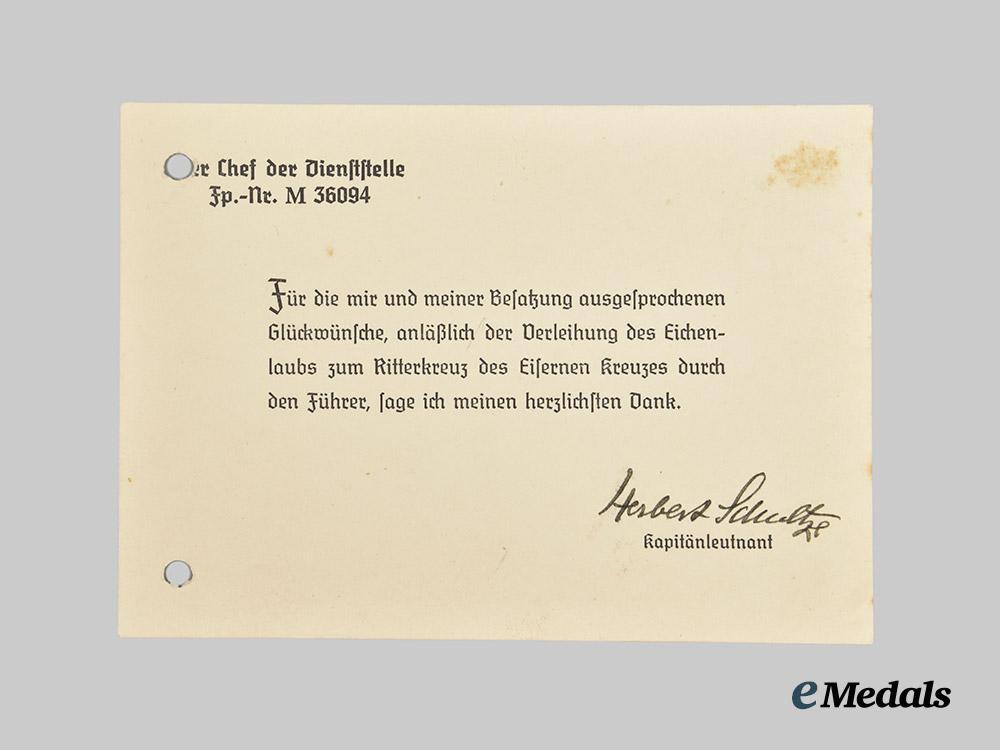 Der Chef der Dienststelle
Fp.-Nr. M 36094
Für die mir und meiner Besatzung ausgesprochenen
Glückwünsche, anläßlich der Verleihung des Eichen-
laubs zum Ritterkreuz des Eisernen Kreuzes durch
den Führer, sage ich meinen herzlichsten Dank.
Herbert Schultze
Kapitänleutnant
eMedals